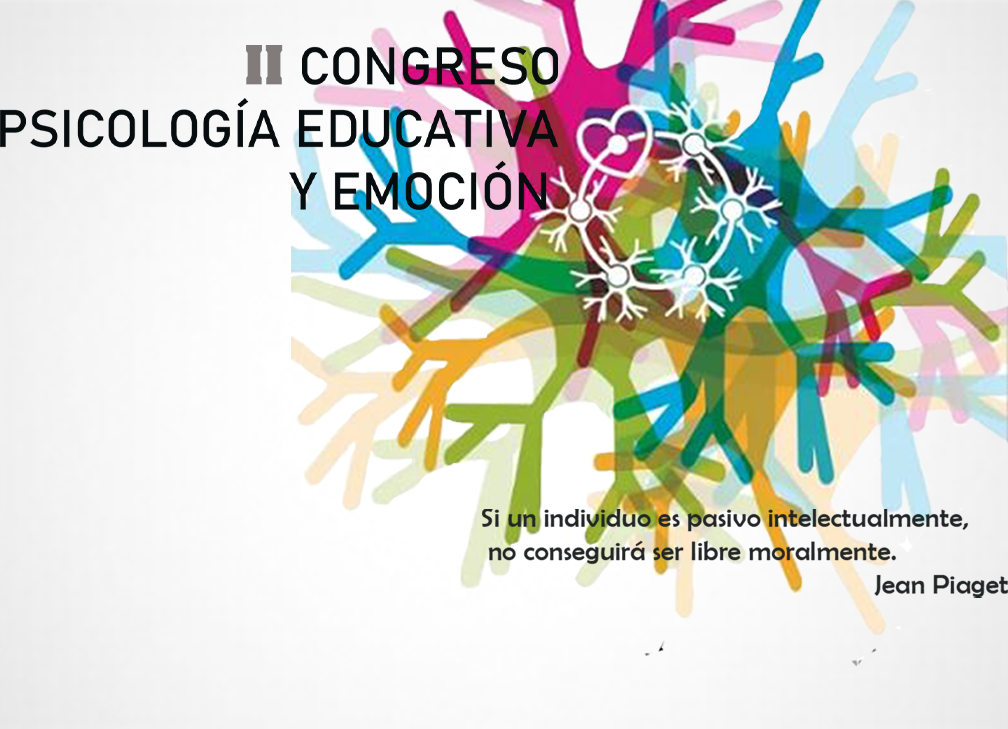 II CONGRESO
PSICOLOGÍA EDUCATIVA
Y EMOCIÓN
Si un individuo es pasivo intelectualmente,
no conseguirá ser libre moralmente.
Jean Piaget